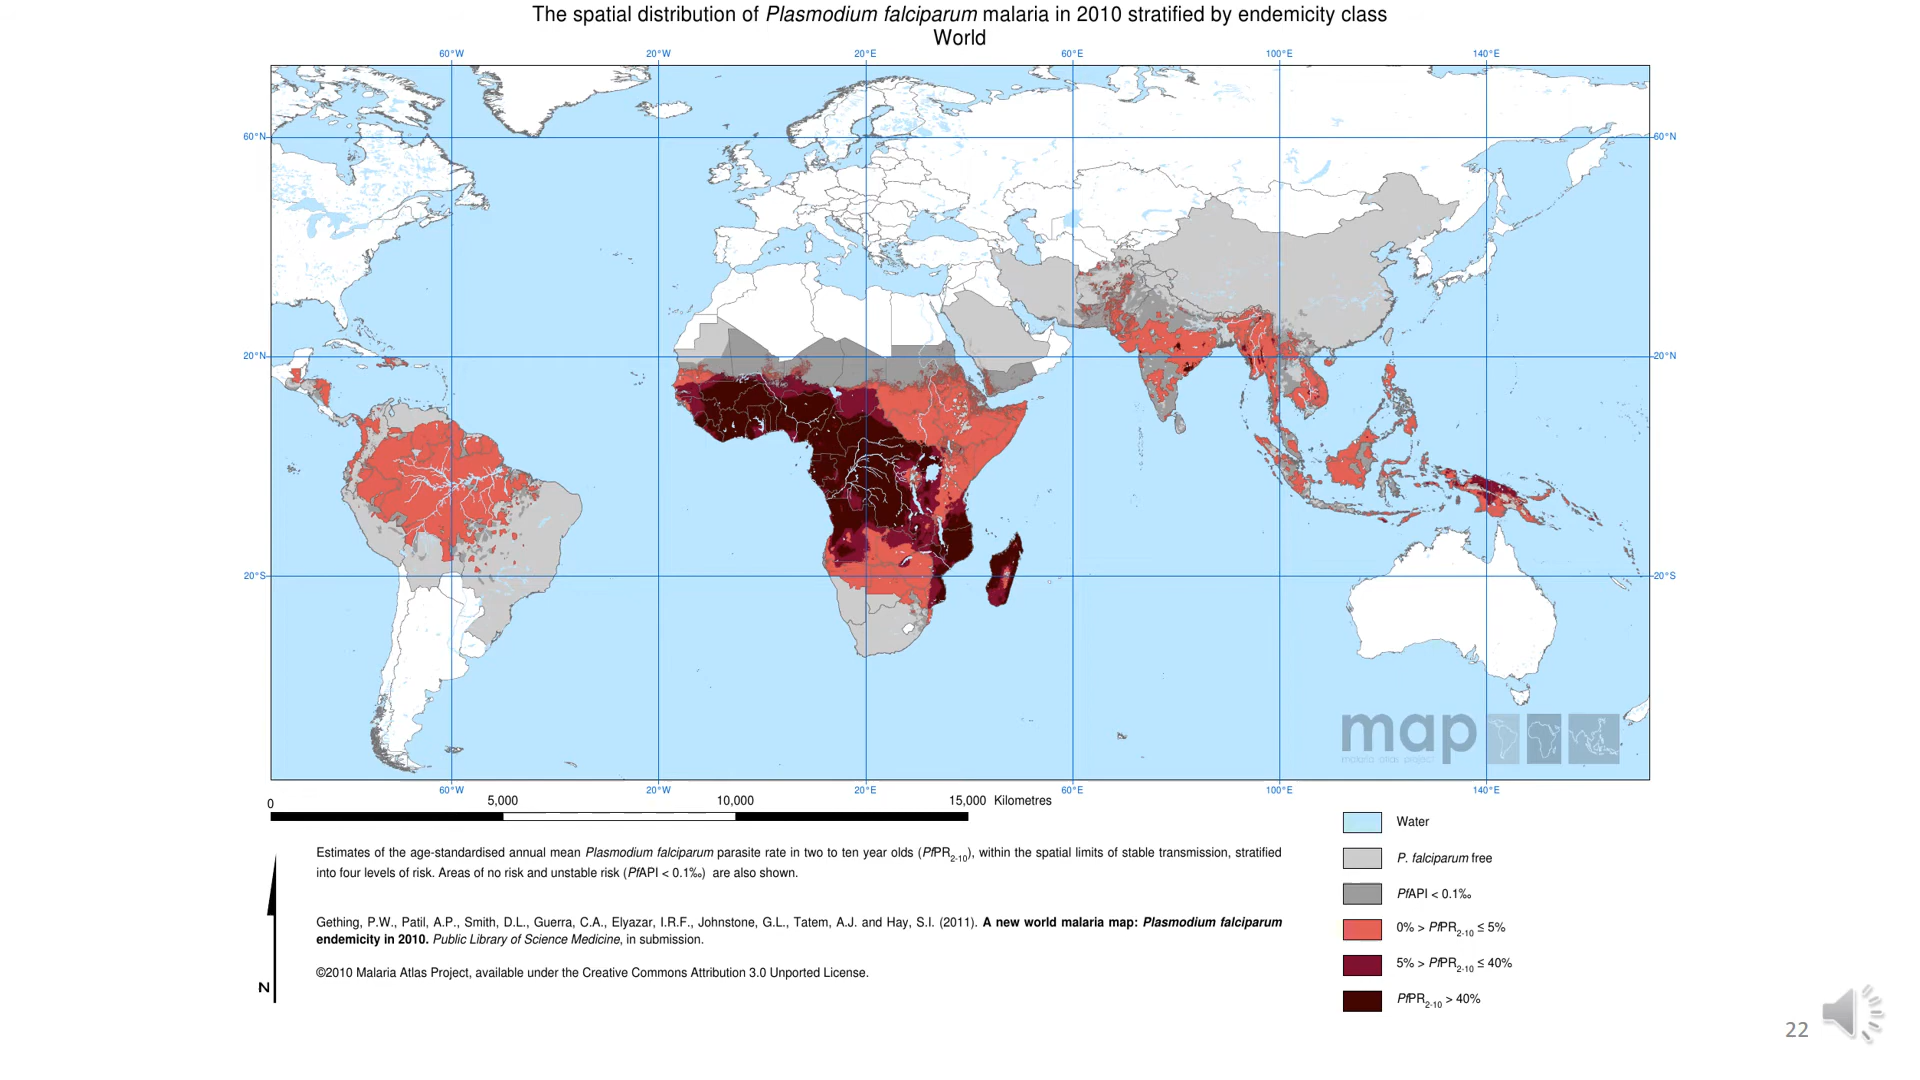 The spatial distribution of Plasmodium falciparum malaria in 2010 stratified by endemicity class
World
60°W 20°W 20°E 60°E 100°E 140°E
60°N 60°N
20°N 20°N
20°S 20°S
map
malaria atlas project
60°W 20°W 20°E 60°E 100°E 140°E
0 5,000 10,000 15,000 Kilometres
Water
P. falciparum free
PfAPI < 0.1‰
0% > PfPR2-10 ≤ 5%
5% > PfPR2-10 ≤ 40%
PfPR2-10 > 40%
Estimates of the age-standardised annual mean Plasmodium falciparum parasite rate in two to ten year olds (PfPR2-10), within the spatial limits of stable transmission, stratified
into four levels of risk. Areas of no risk and unstable risk (PfAPI < 0.1‰) are also shown.
Gething, P.W., Patil, A.P., Smith, D.L., Guerra, C.A., Elyazar, I.R.F., Johnstone, G.L., Tatem, A.J. and Hay, S.I. (2011). A new world malaria map: Plasmodium falciparum
endemicity in 2010. Public Library of Science Medicine, in submission.
©2010 Malaria Atlas Project, available under the Creative Commons Attribution 3.0 Unported License.
N
22